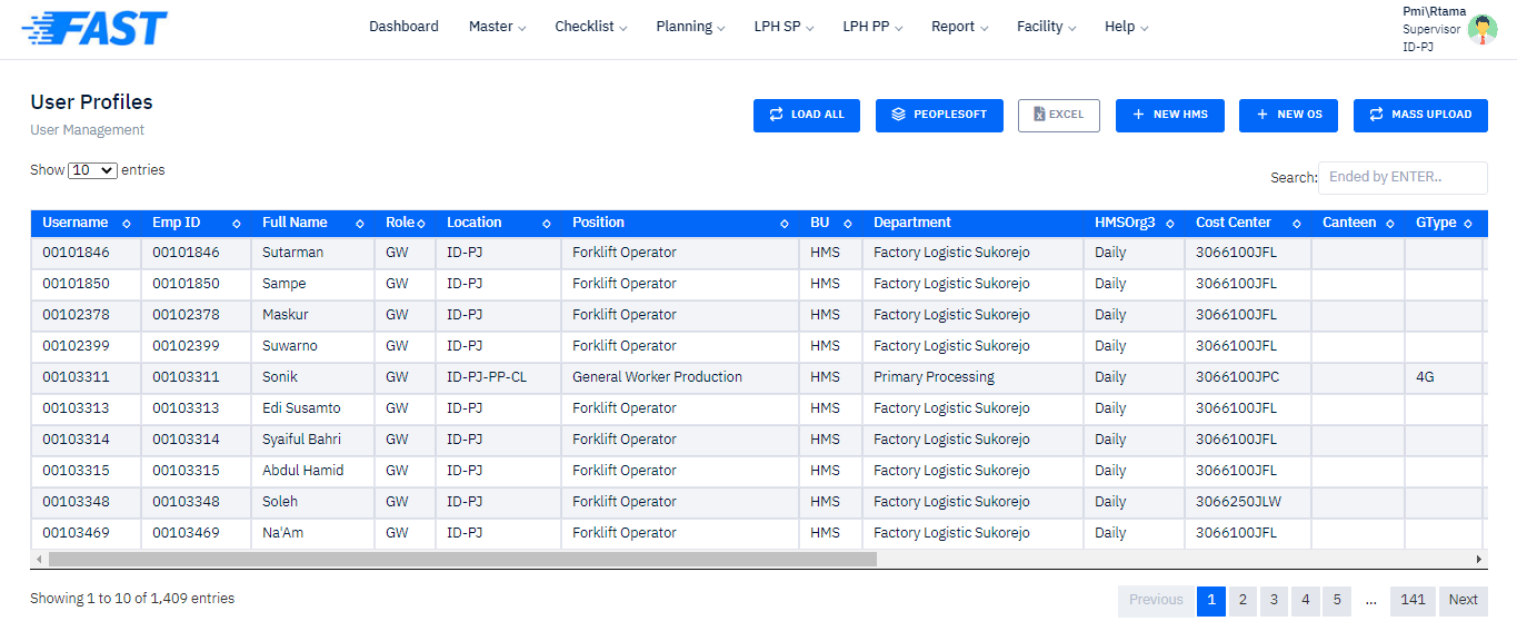 FAST
Dashboard Master Checklist Planning LPH SP LPH PP Report Facility Help
Pmi\Rtama
Supervisor
ID-PJ
User Profiles
User Management
LOAD ALL PEOPLESOFT EXCEL NEW HMS NEW OS MASS UPLOAD
Show 10 entries
Search: Ended by ENTER..
Username Emp ID Full Name Role Location Position BU Department HMSOrg3 Cost Center Canteen GType
00101846 00101846 Sutarman GW ID-PJ Forklift Operator HMS Factory Logistic Sukorejo Daily 3066100JFL
00101850 00101850 Sampe GW ID-PJ Forklift Operator HMS Factory Logistic Sukorejo Daily 3066100JFL
00102378 00102378 Maskur GW ID-PJ Forklift Operator HMS Factory Logistic Sukorejo Daily 3066100JFL
00102399 00102399 Suwarno GW ID-PJ Forklift Operator HMS Factory Logistic Sukorejo Daily 3066100JFL
00103311 00103311 Sonik GW ID-PJ-PP-CL General Worker Production HMS Primary Processing Daily 3066100JPC 4G
00103313 00103313 Edi Susamto GW ID-PJ Forklift Operator HMS Factory Logistic Sukorejo Daily 3066100JFL
00103314 00103314 Syaiful Bahri GW ID-PJ Forklift Operator HMS Factory Logistic Sukorejo Daily 3066100JFL
00103315 00103315 Abdul Hamid GW ID-PJ Forklift Operator HMS Factory Logistic Sukorejo Daily 3066100JFL
00103348 00103348 Soleh GW ID-PJ Forklift Operator HMS Factory Logistic Sukorejo Daily 3066250JLW
00103469 00103469 Na'Am GW ID-PJ Forklift Operator HMS Factory Logistic Sukorejo Daily 3066100JFL
Showing 1 to 10 of 1,409 entries
Previous 1 2 3 4 5 ... 141 Next